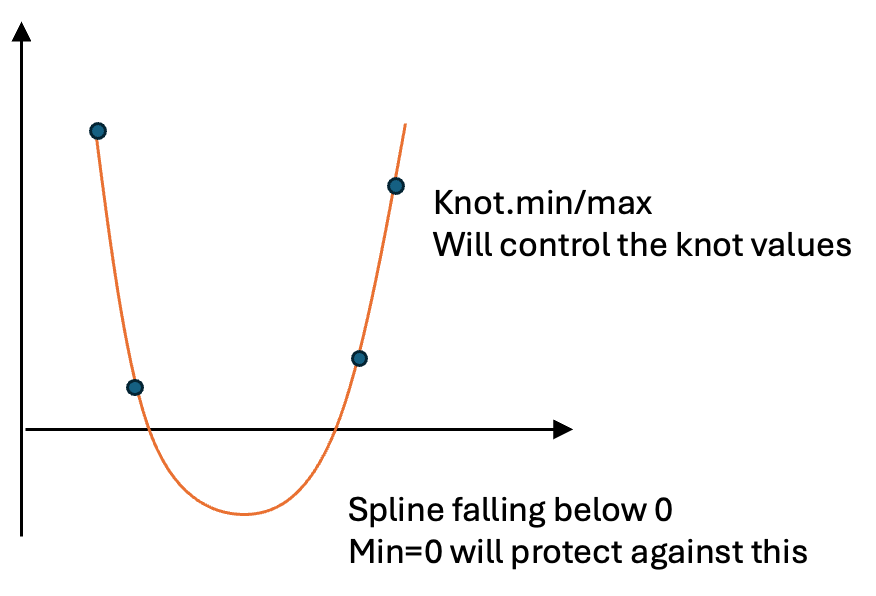 Knot.min/max
Will control the knot values
Spline falling below 0
Min=0 will protect against this